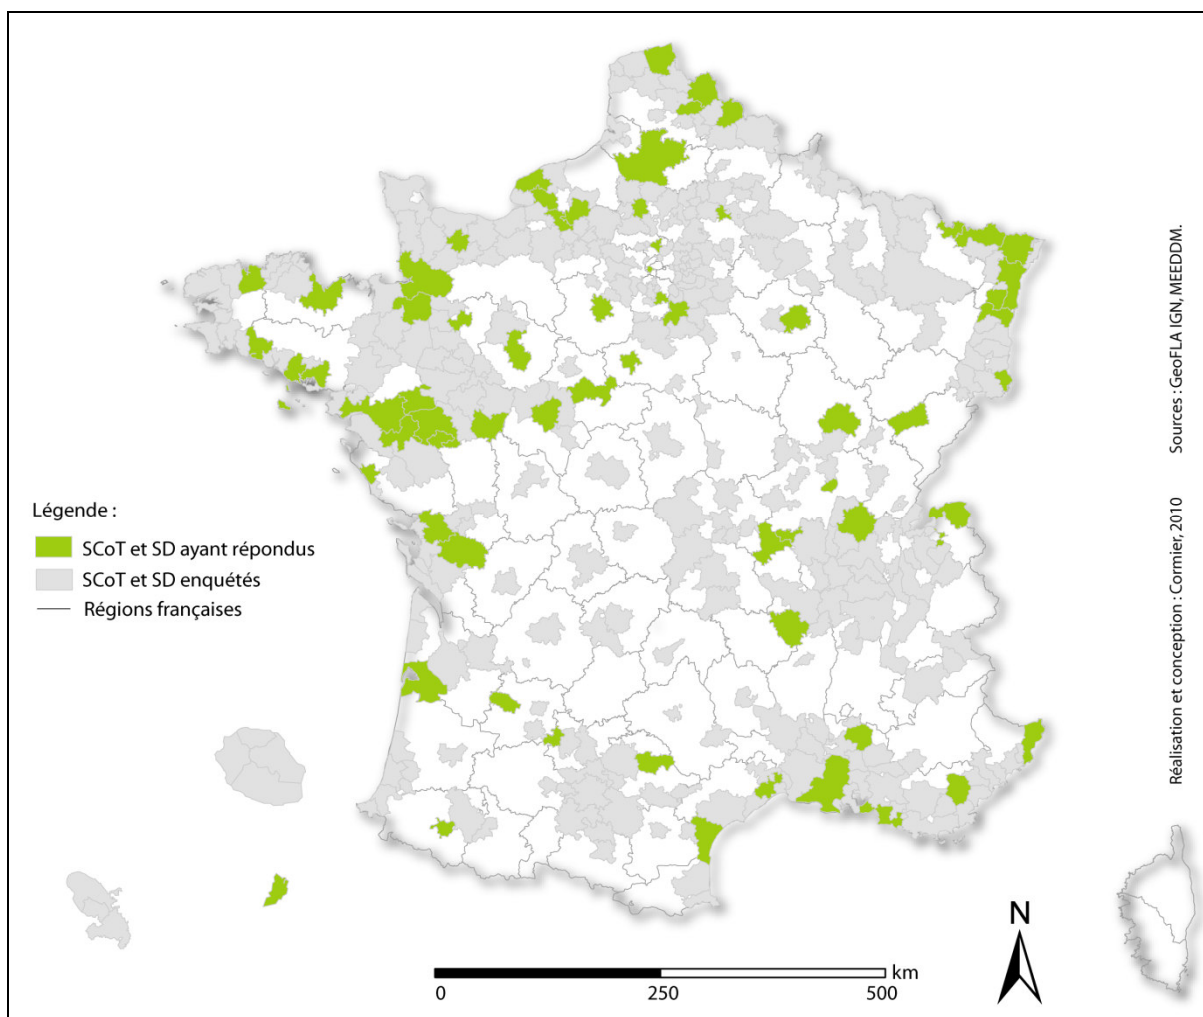 Légende :
SCoT et SD ayant répondus
SCoT et SD enquétés
Régions françaises
Sources : GeoFLA IGN, MEEDDM.
Réalisation et conception : Cormier, 2010
N
km
0 250 500